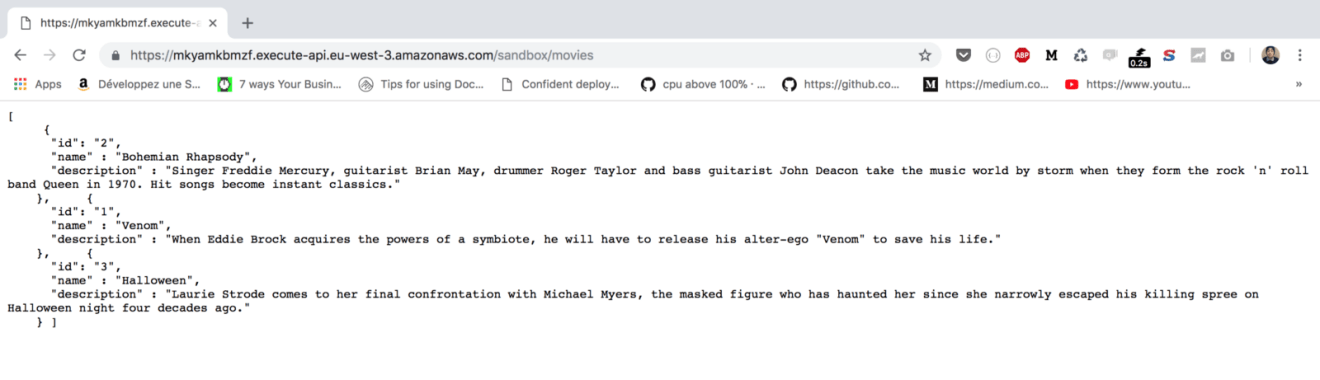 https://mkyamkbmzf.execute-a
https://mkyamkbmzf.execute-api.eu-west-3.amazonaws.com/sandbox/movies
ABP M 0.2s S
Apps Développez une S... 7 ways Your Busin... Tips for using Doc... Confident deploy... cpu above 100% · ... https://github.co... M https://medium.co... https://www.youtu... »
[
{
"id": "2",
"name" : "Bohemian Rhapsody",
"description" : "Singer Freddie Mercury, guitarist Brian May, drummer Roger Taylor and bass guitarist John Deacon take the music world by storm when they form the rock 'n' roll
band Queen in 1970. Hit songs become instant classics."
}, {
"id": "1",
"name" : "Venom",
"description" : "When Eddie Brock acquires the powers of a symbiote, he will have to release his alter-ego "Venom" to save his life."
}, {
"id": "3",
"name" : "Halloween",
"description" : "Laurie Strode comes to her final confrontation with Michael Myers, the masked figure who has haunted her since she narrowly escaped his killing spree on
Halloween night four decades ago."
} ]